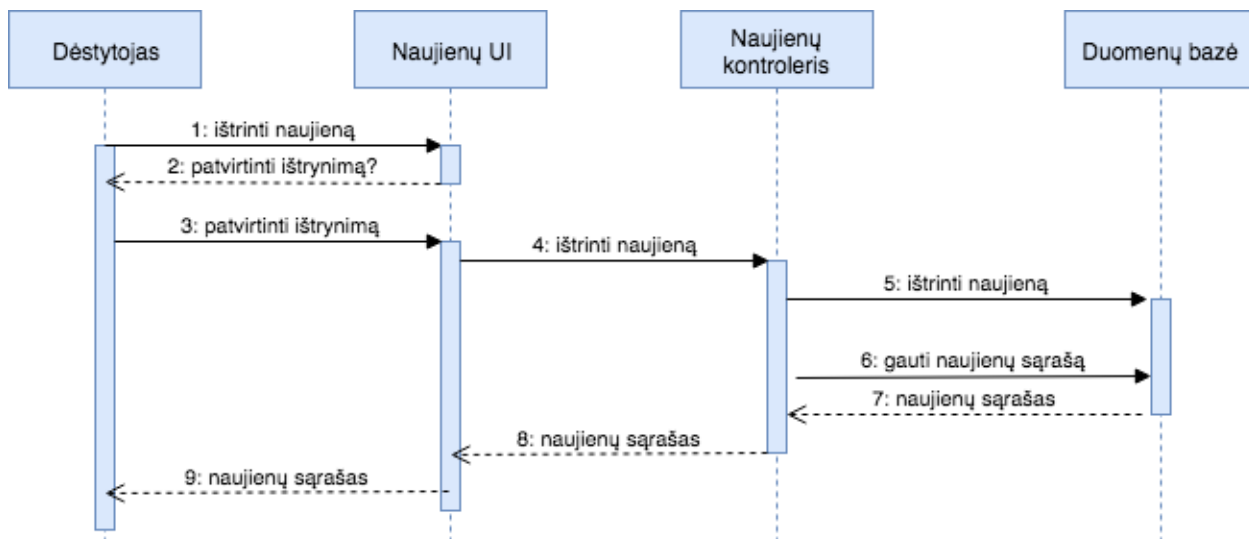 Dėstytojas
Naujienų UI
Naujienų
kontroleris
Duomenų bazė
1: ištrinti naujieną
2: patvirtinti ištrynimą?
3: patvirtinti ištrynimą
4: ištrinti naujieną
5: ištrinti naujieną
6: gauti naujienų sąrašą
7: naujienų sąrašas
8: naujienų sąrašas
9: naujienų sąrašas